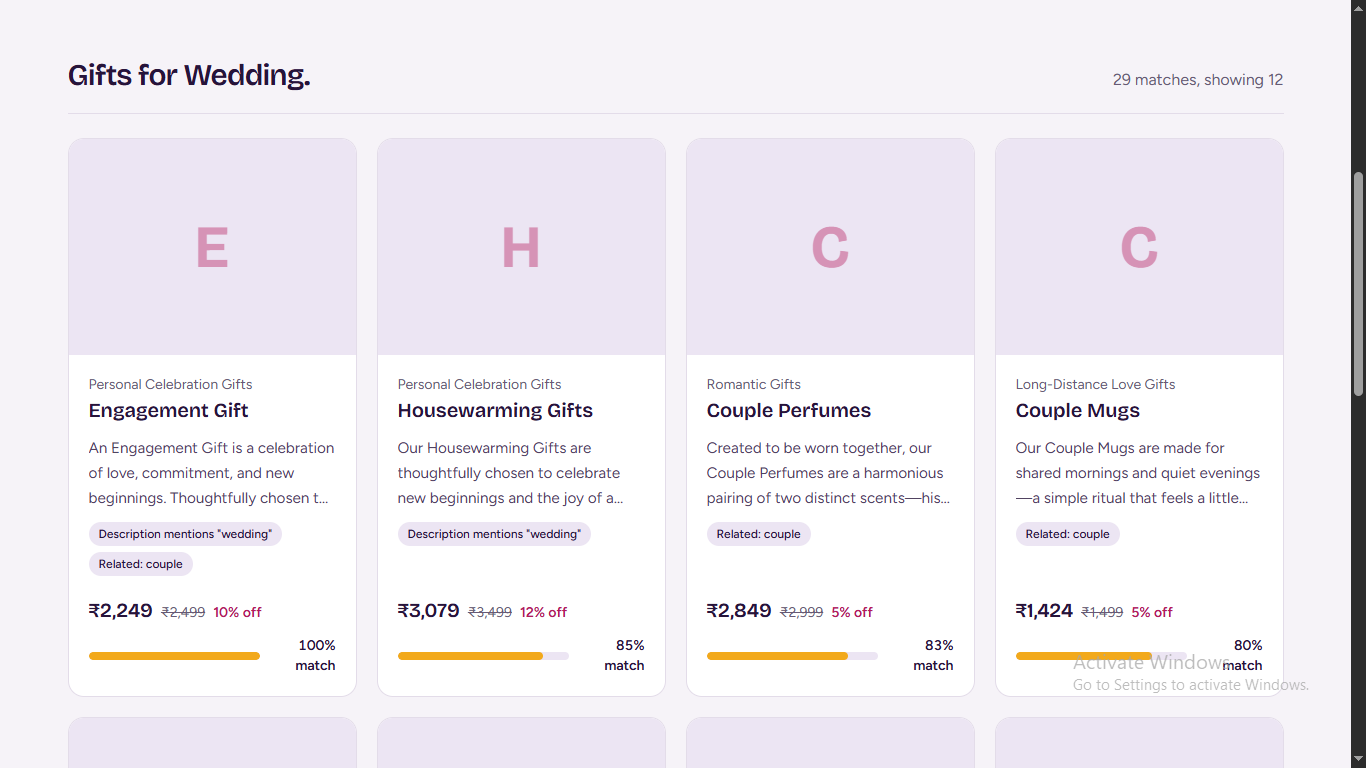 Gifts for Wedding.
29 matches, showing 12
E
H
C
C
Personal Celebration Gifts
Engagement Gift
An Engagement Gift is a celebration
of love, commitment, and new
beginnings. Thoughtfully chosen t...
Description mentions "wedding"
Related: couple
₹2,249 ₹2,499 10% off
100%
match
Personal Celebration Gifts
Housewarming Gifts
Our Housewarming Gifts are
thoughtfully chosen to celebrate
new beginnings and the joy of a...
Description mentions "wedding"
₹3,079 ₹3,499 12% off
85%
match
Romantic Gifts
Couple Perfumes
Created to be worn together, our
Couple Perfumes are a harmonious
pairing of two distinct scents—his...
Related: couple
₹2,849 ₹2,999 5% off
83%
match
Long-Distance Love Gifts
Couple Mugs
Our Couple Mugs are made for
shared mornings and quiet evenings
—a simple ritual that feels a little...
Related: couple
₹1,424 ₹1,499 5% off
80%
match
Activate Windows
Go to Settings to activate Windows.